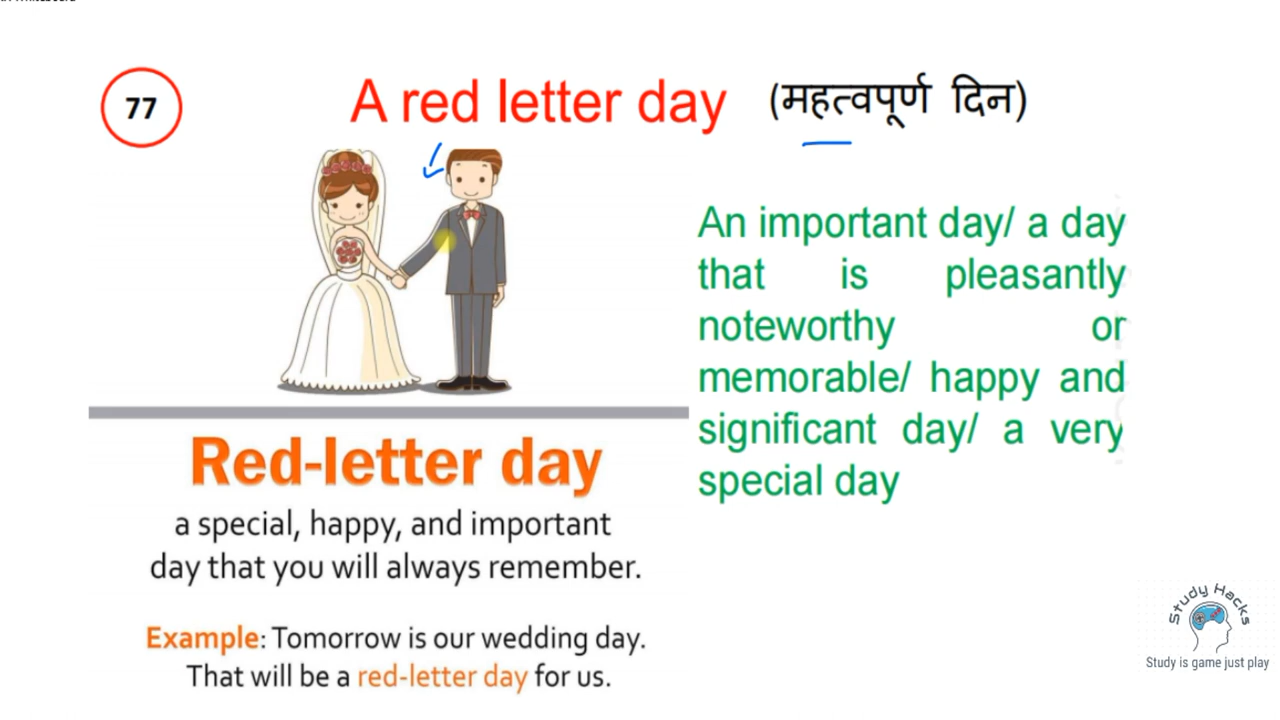 77
A red letter day (महत्वपूर्ण दिन)
An important day/ a day
that is pleasantly
noteworthy or
memorable/ happy and
significant day/ a very
special day
Red-letter day
a special, happy, and important
day that you will always remember.
Example: Tomorrow is our wedding day.
That will be a red-letter day for us.
Study Hacks
Study is game just play